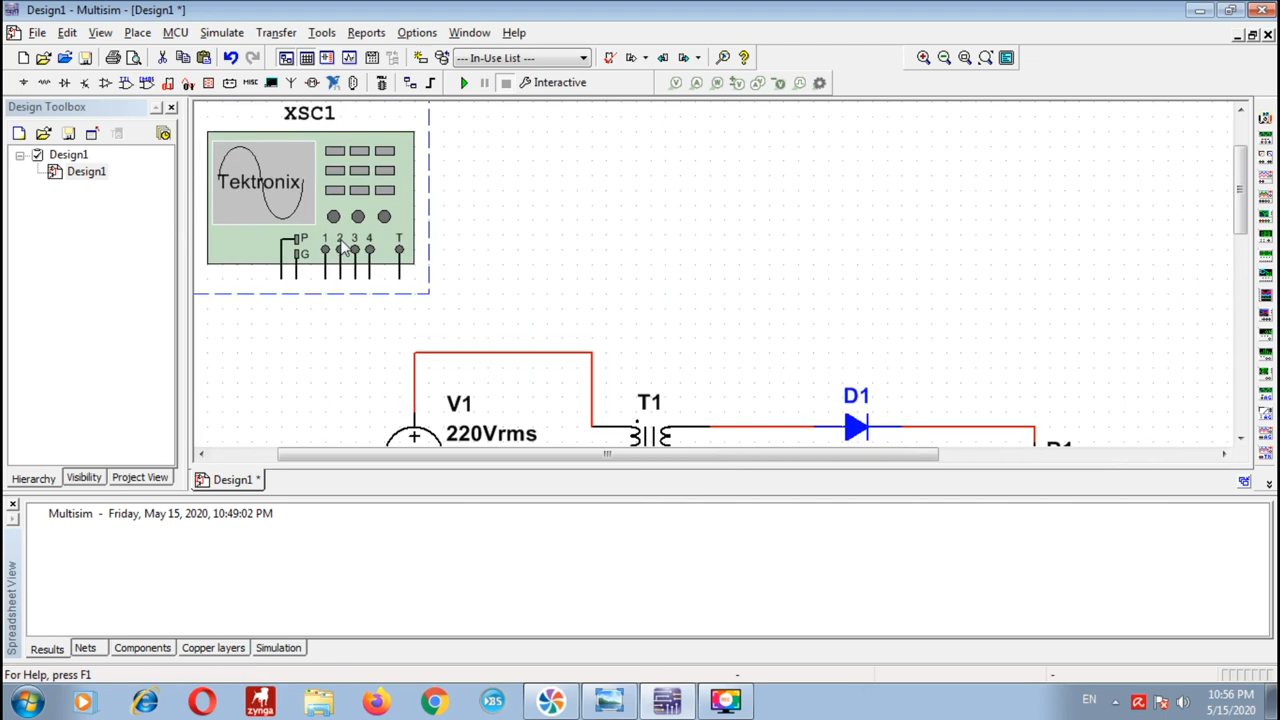 Design1 - Multisim - [Design1 *]
File Edit View Place MCU Simulate Transfer Tools Reports Options Window Help
--- In-Use List ---
Interactive
Design Toolbox
Design1
Design1
XSC1
Tektronix
P 1 2 3 4 T
G
V1
220Vrms
T1
D1
Hierarchy Visibility Project View
Design1 *
Multisim - Friday, May 15, 2020, 10:49:02 PM
Spreadsheet View
Results Nets Components Copper layers Simulation
For Help, press F1
zynga
BS
EN
10:56 PM
5/15/2020